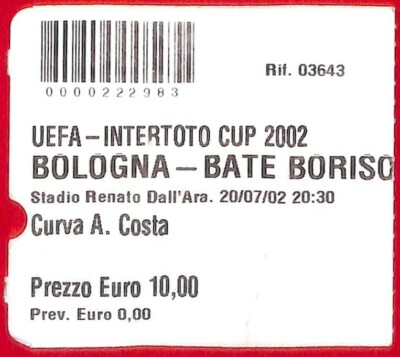 Rif. 03643
0000222983
UEFA – INTERTOTO CUP 2002
BOLOGNA – BATE BORISC
Stadio Renato Dall'Ara. 20/07/02 20:30
Curva A. Costa
Prezzo Euro 10,00
Prev. Euro 0,00